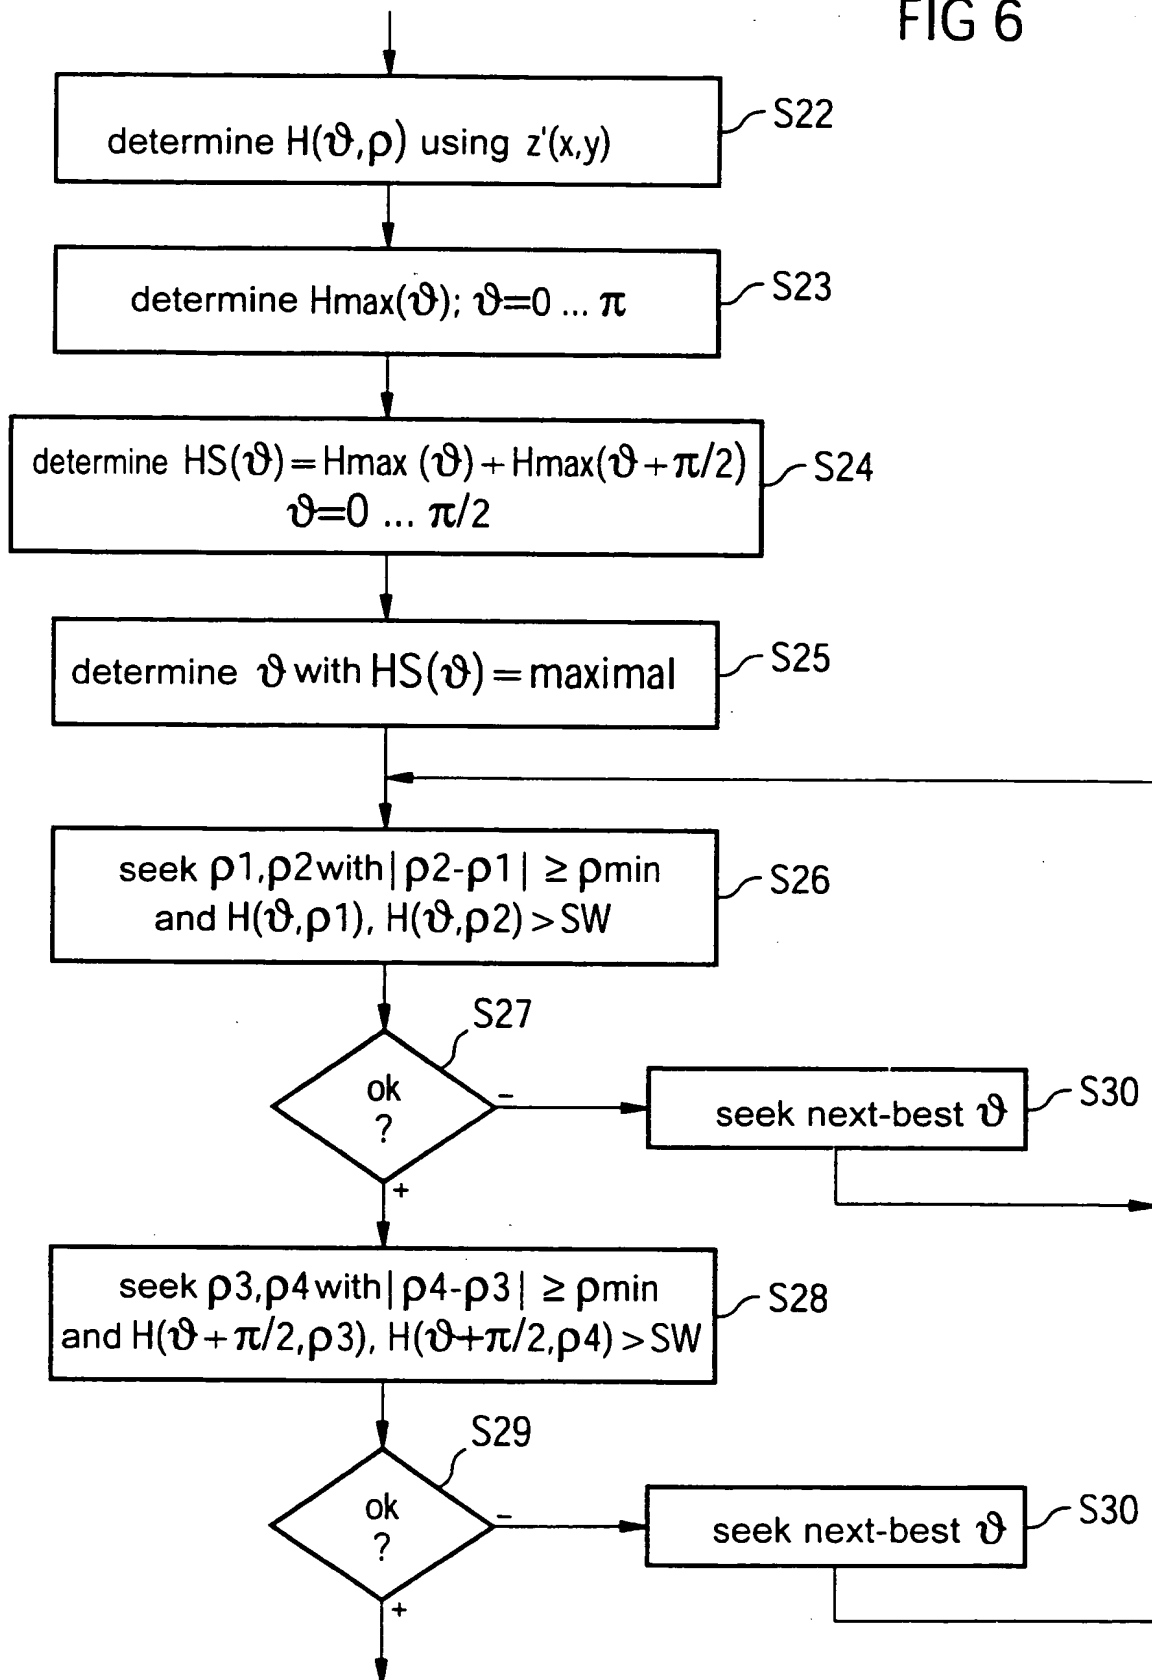 FIG 6
determine H(ϑ,ρ) using z'(x,y)
S22
determine Hmax(ϑ); ϑ=0 ... π
S23
determine HS(ϑ)=Hmax (ϑ)+Hmax(ϑ+π/2)
ϑ=0 ... π/2
S24
determine ϑ with HS(ϑ)=maximal
S25
seek ρ1,ρ2 with|ρ2-ρ1| ≥ ρmin
and H(ϑ,ρ1), H(ϑ,ρ2)>SW
S26
S27
ok
?
-
+
seek next-best ϑ
S30
seek ρ3,ρ4 with|ρ4-ρ3| ≥ ρmin
and H(ϑ+π/2,ρ3), H(ϑ+π/2,ρ4)>SW
S28
S29
ok
?
-
+
seek next-best ϑ
S30